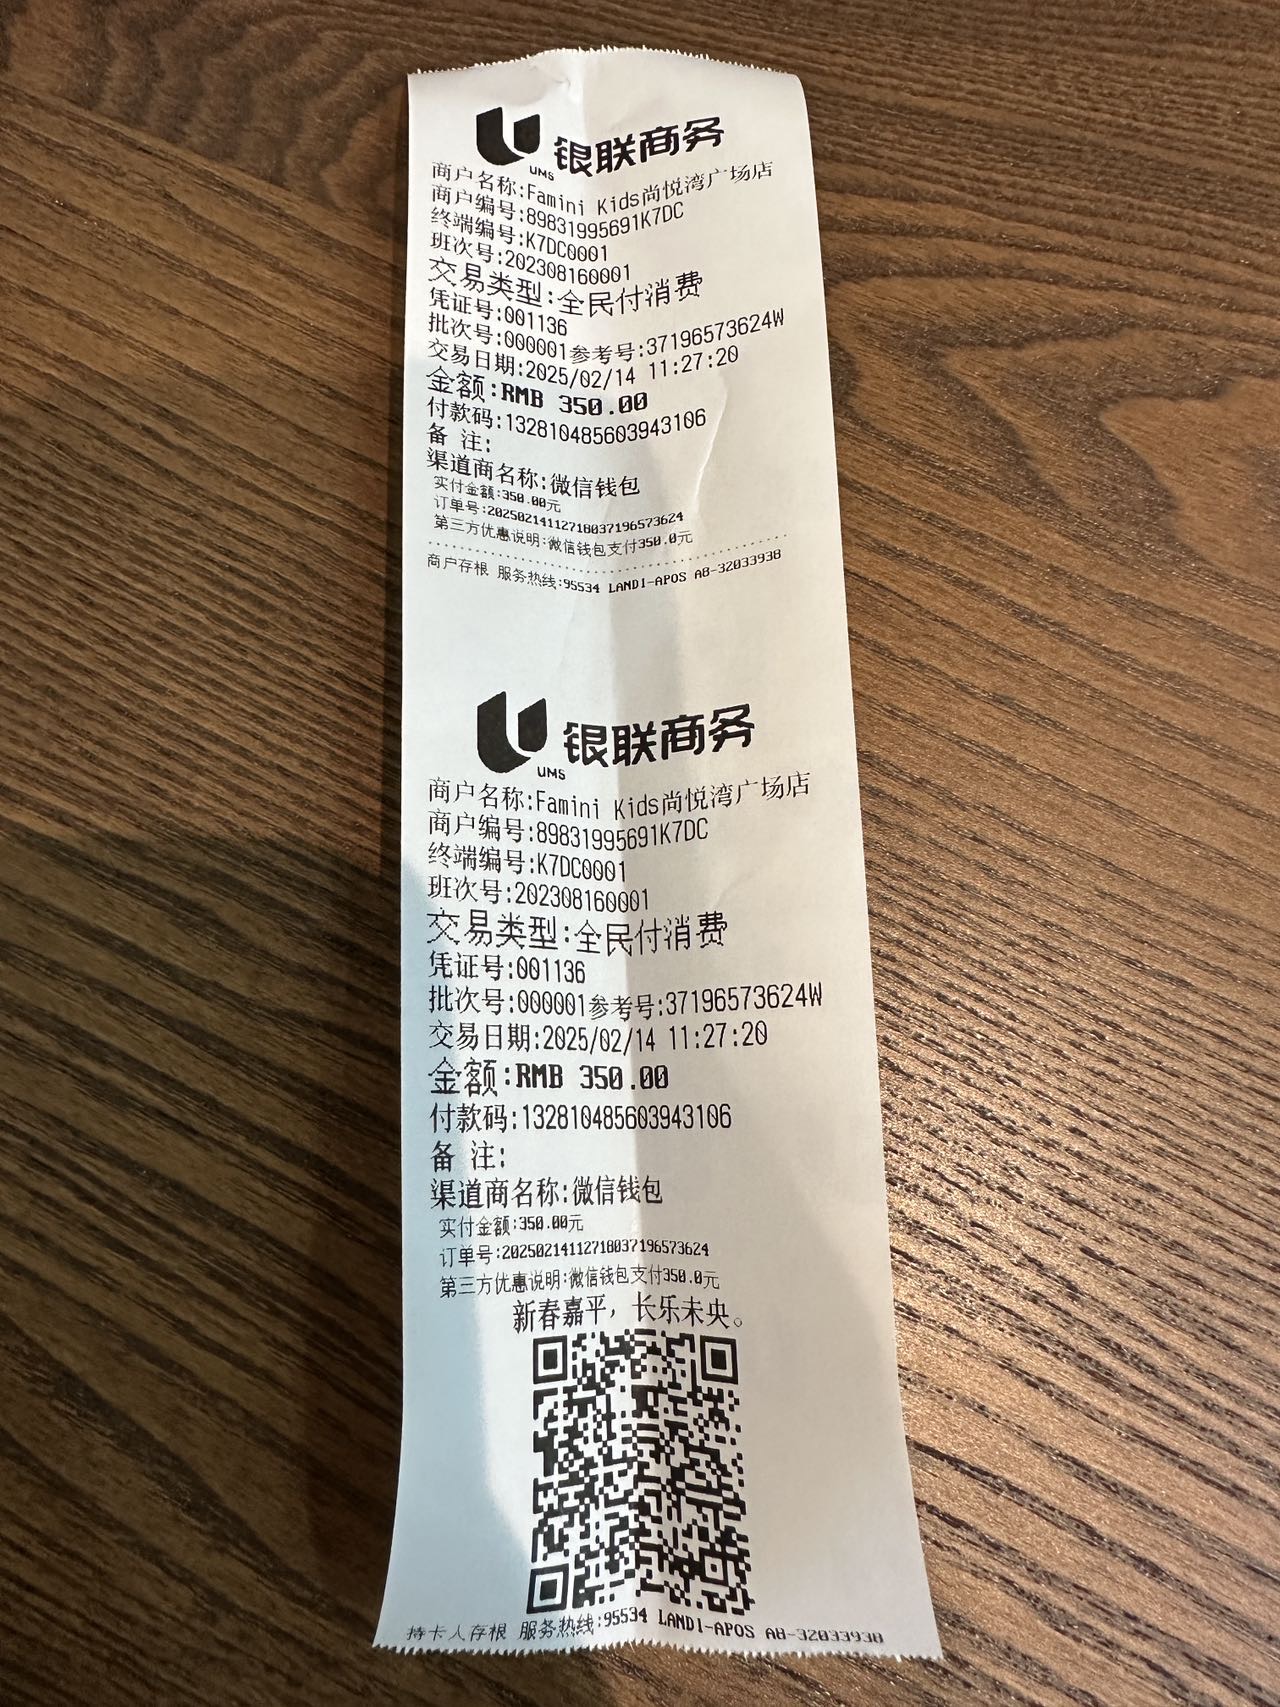 银联商务
UMS
商户名称:Famini Kids尚悦湾广场店
商户编号:89831995691K7DC
终端编号:K7DC0001
班次号:202308160001
交易类型:全民付消费
凭证号:001136
批次号:000001参考号:37196573624W
交易日期:2025/02/14 11:27:20
金额:RMB 350.00
付款码:132810485603943106
备 注:
渠道商名称:微信钱包
实付金额:350.00元
订单号:20250214112718037196573624
第三方优惠说明:微信钱包支付350.0元
商户存根 服务热线:95534 LANDI-APOS A8-32033938
银联商务
UMS
商户名称:Famini Kids尚悦湾广场店
商户编号:89831995691K7DC
终端编号:K7DC0001
班次号:202308160001
交易类型:全民付消费
凭证号:001136
批次号:000001参考号:37196573624W
交易日期:2025/02/14 11:27:20
金额:RMB 350.00
付款码:132810485603943106
备 注:
渠道商名称:微信钱包
实付金额:350.00元
订单号:20250214112718037196573624
第三方优惠说明:微信钱包支付350.0元
新春嘉平，长乐未央。
持卡人存根 服务热线:95534 LANDI-APOS A8-32033938